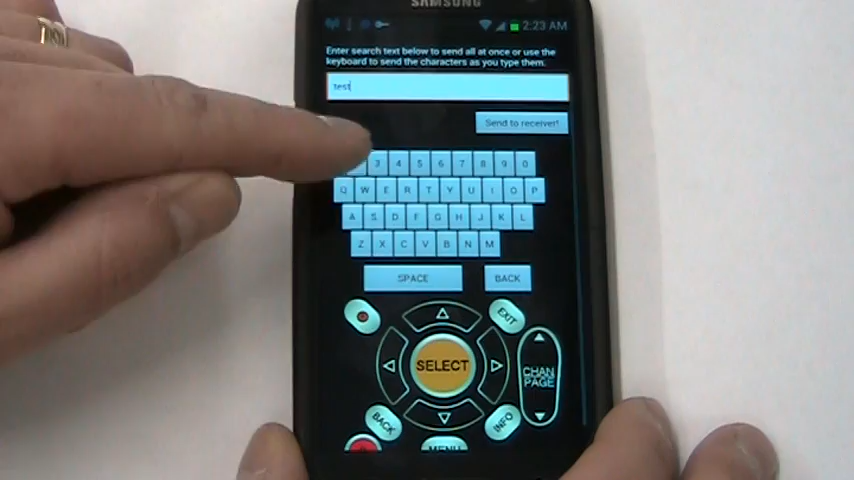 SAMSUNG
2:23 AM
Enter search text below to send all at once or use the
keyboard to send the characters as you type them.
test
Send to receiver!
3 4 5 6 7 8 9 0
Q W E R T Y U I O P
A S D F G H J K L
Z X C V B N M
SPACE BACK
EXIT
SELECT
CHAN
PAGE
BACK
INFO
MENU